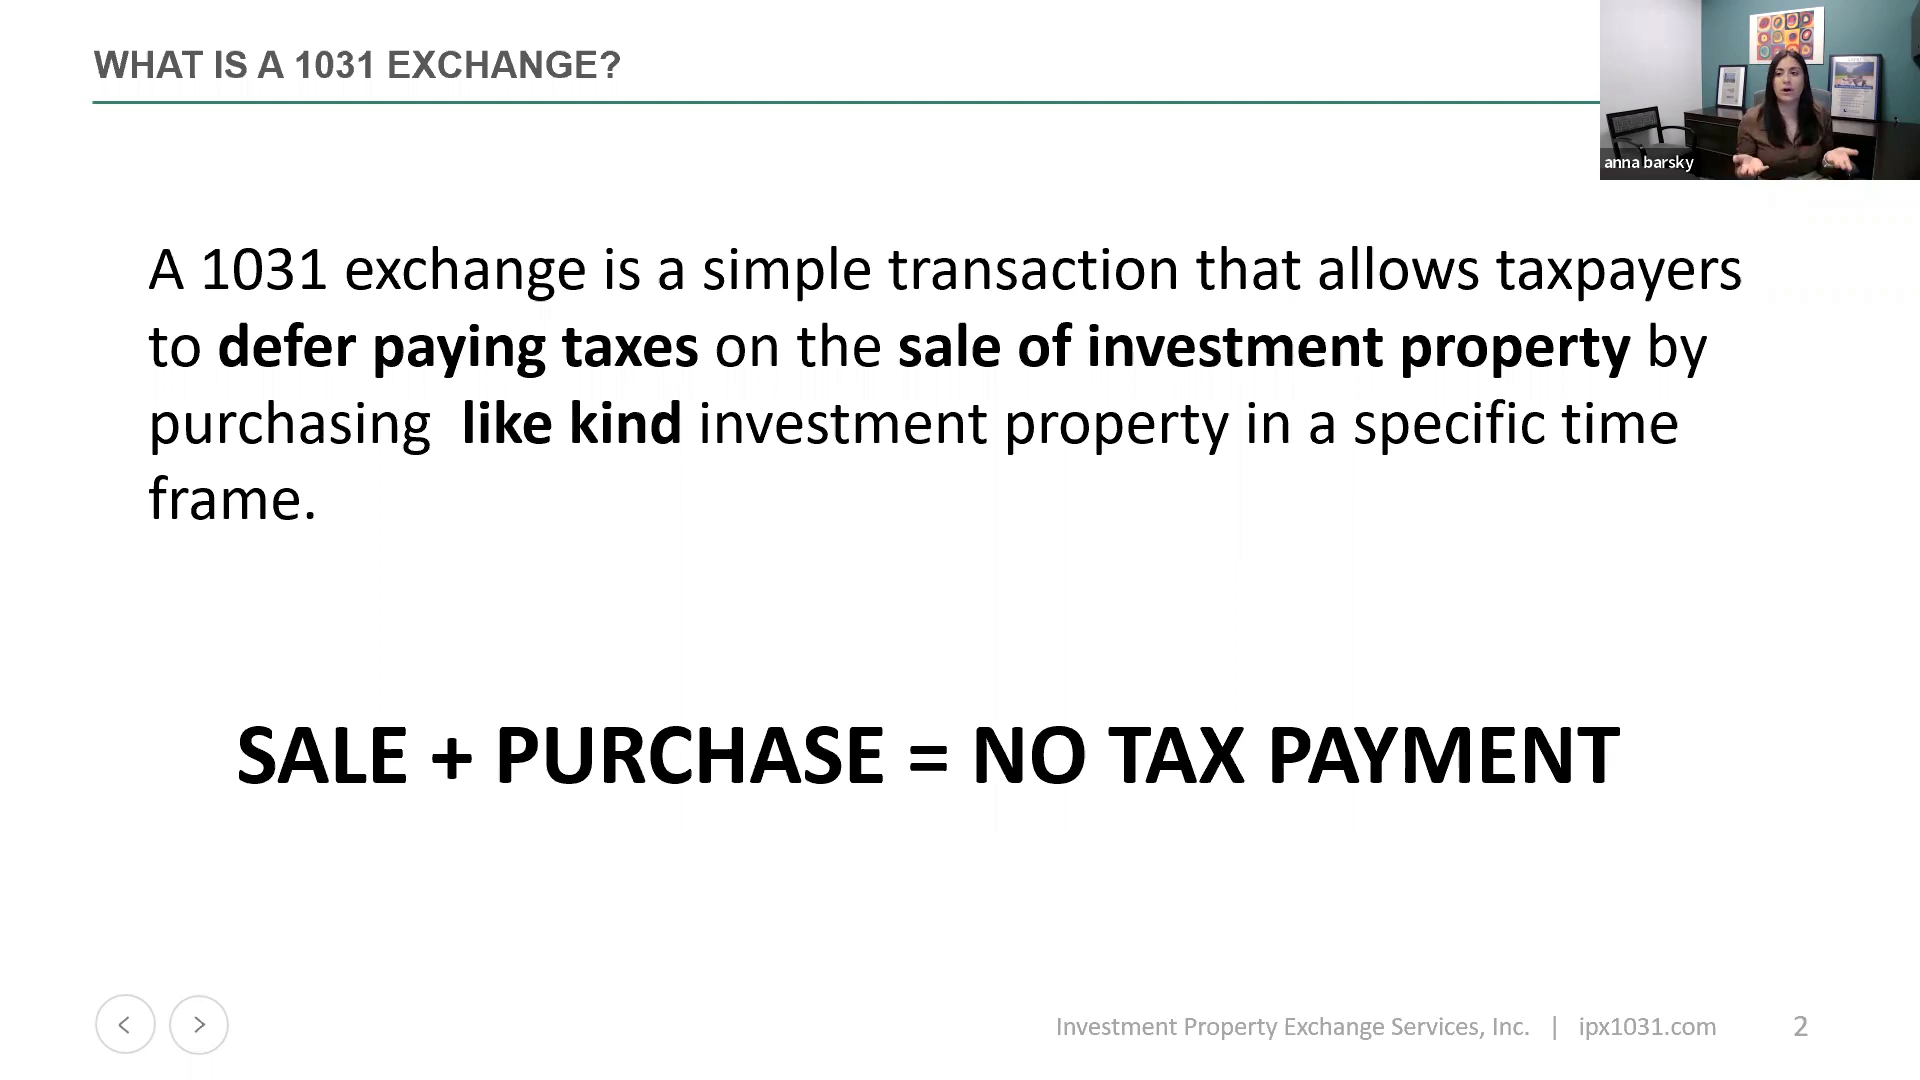 WHAT IS A 1031 EXCHANGE?
anna barsky
A 1031 exchange is a simple transaction that allows taxpayers
to defer paying taxes on the sale of investment property by
purchasing like kind investment property in a specific time
frame.
SALE + PURCHASE = NO TAX PAYMENT
Investment Property Exchange Services, Inc. | ipx1031.com 2